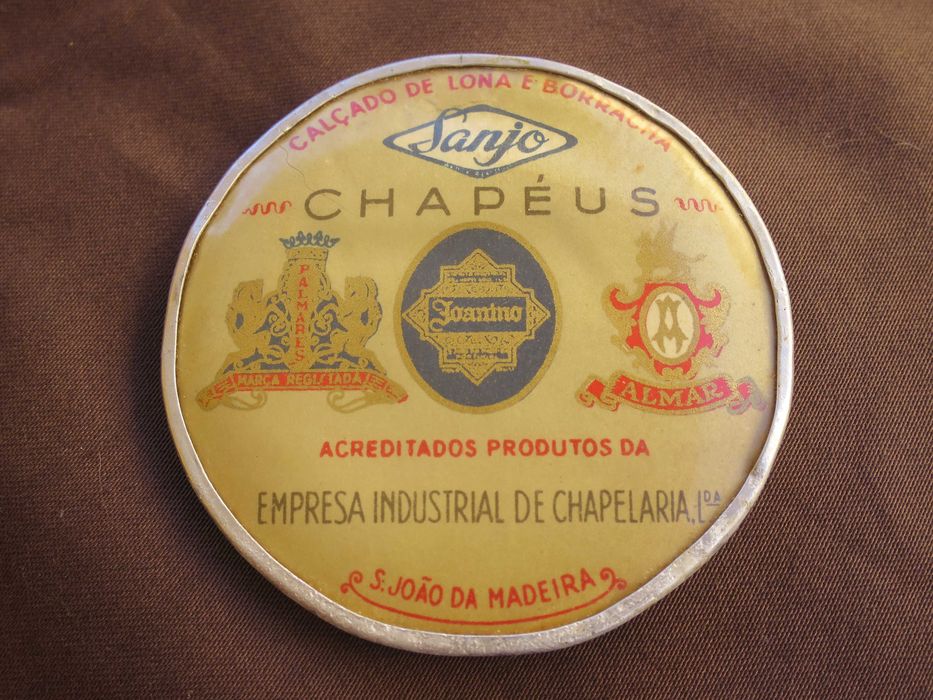 CALÇADO DE LONA E BORRACHA
Sanjo
CHAPÉUS
PALMARES
MARCA REGISTADA
Joanino
A
ALMAR
ACREDITADOS PRODUTOS DA
EMPRESA INDUSTRIAL DE CHAPELARIA, L.DA
S. JOÃO DA MADEIRA